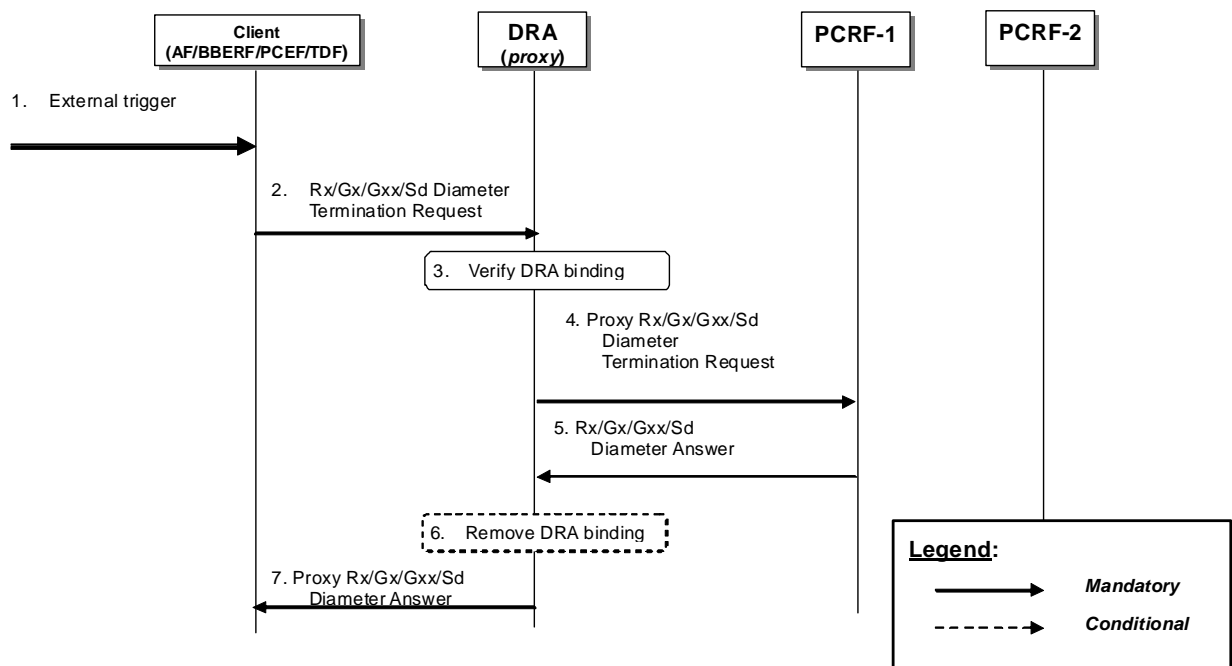 Client
(AF/BBERF/PCEF/TDF)
DRA
(proxy)
PCRF-1
PCRF-2
1. External trigger
2. Rx/Gx/Gxx/Sd Diameter
Termination Request
3. Verify DRA binding
4. Proxy Rx/Gx/Gxx/Sd
Diameter
Termination Request
5. Rx/Gx/Gxx/Sd
Diameter Answer
6. Remove DRA binding
7. Proxy Rx/Gx/Gxx/Sd
Diameter Answer
Legend:
Mandatory
Conditional